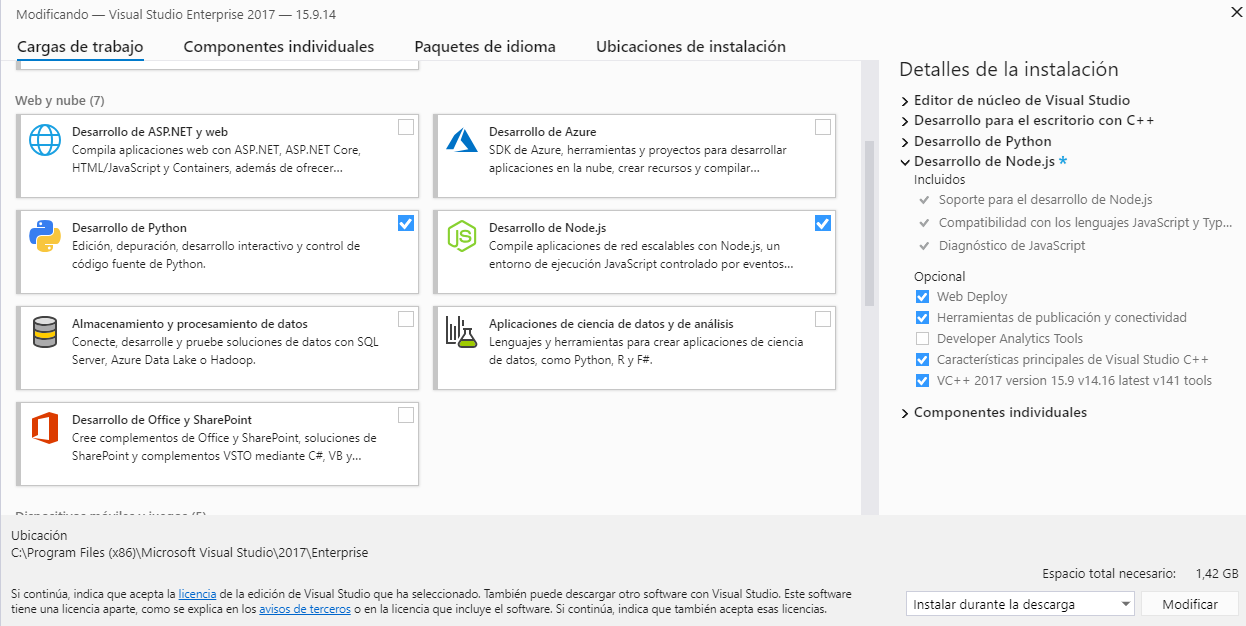 Modificando — Visual Studio Enterprise 2017 — 15.9.14
Cargas de trabajo
Componentes individuales
Paquetes de idioma
Ubicaciones de instalación
Web y nube (7)
Desarrollo de ASP.NET y web
Compila aplicaciones web con ASP.NET, ASP.NET Core,
HTML/JavaScript y Containers, además de ofrecer...
Desarrollo de Azure
SDK de Azure, herramientas y proyectos para desarrollar
aplicaciones en la nube, crear recursos y compilar...
Desarrollo de Python
Edición, depuración, desarrollo interactivo y control de
código fuente de Python.
Desarrollo de Node.js
Compile aplicaciones de red escalables con Node.js, un
entorno de ejecución JavaScript controlado por eventos...
Almacenamiento y procesamiento de datos
Conecte, desarrolle y pruebe soluciones de datos con SQL
Server, Azure Data Lake o Hadoop.
Aplicaciones de ciencia de datos y de análisis
Lenguajes y herramientas para crear aplicaciones de ciencia
de datos, como Python, R y F#.
Desarrollo de Office y SharePoint
Cree complementos de Office y SharePoint, soluciones de
SharePoint y complementos VSTO mediante C#, VB y...
Dispositivos móviles y juegos (5)
Detalles de la instalación
Editor de núcleo de Visual Studio
Desarrollo para el escritorio con C++
Desarrollo de Python
Desarrollo de Node.js *
Incluidos
Soporte para el desarrollo de Node.js
Compatibilidad con los lenguajes JavaScript y Typ...
Diagnóstico de JavaScript
Opcional
Web Deploy
Herramientas de publicación y conectividad
Developer Analytics Tools
Características principales de Visual Studio C++
VC++ 2017 version 15.9 v14.16 latest v141 tools
Componentes individuales
Ubicación
C:\Program Files (x86)\Microsoft Visual Studio\2017\Enterprise
Espacio total necesario: 1,42 GB
Si continúa, indica que acepta la licencia de la edición de Visual Studio que ha seleccionado. También puede descargar otro software con Visual Studio. Este software
tiene una licencia aparte, como se explica en los avisos de terceros o en la licencia que incluye el software. Si continúa, indica que también acepta esas licencias.
Instalar durante la descarga
Modificar